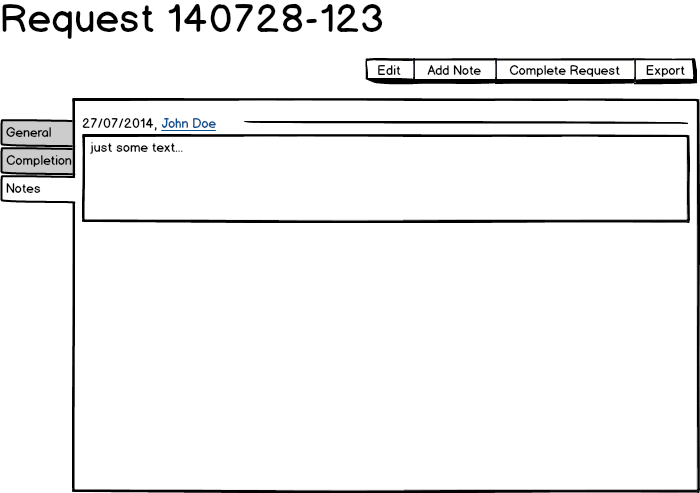 Request 140728-123
Edit Add Note Complete Request Export
27/07/2014, John Doe
General
just some text...
Completion
Notes